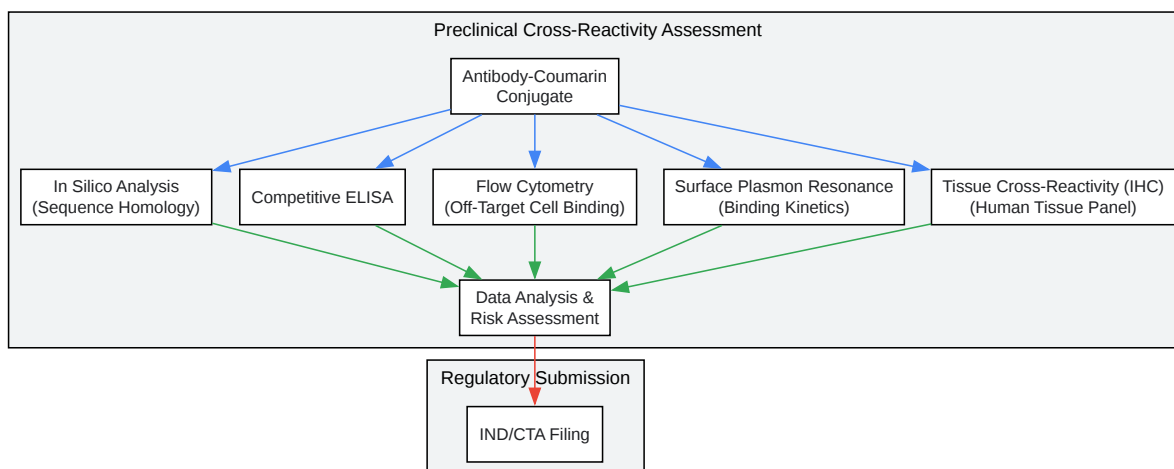 Preclinical Cross-Reactivity Assessment
Antibody-Coumarin
Conjugate
In Silico Analysis
(Sequence Homology)
Competitive ELISA
Flow Cytometry
(Off-Target Cell Binding)
Surface Plasmon Resonance
(Binding Kinetics)
Tissue Cross-Reactivity (IHC)
(Human Tissue Panel)
Data Analysis &
Risk Assessment
Regulatory Submission
IND/CTA Filing